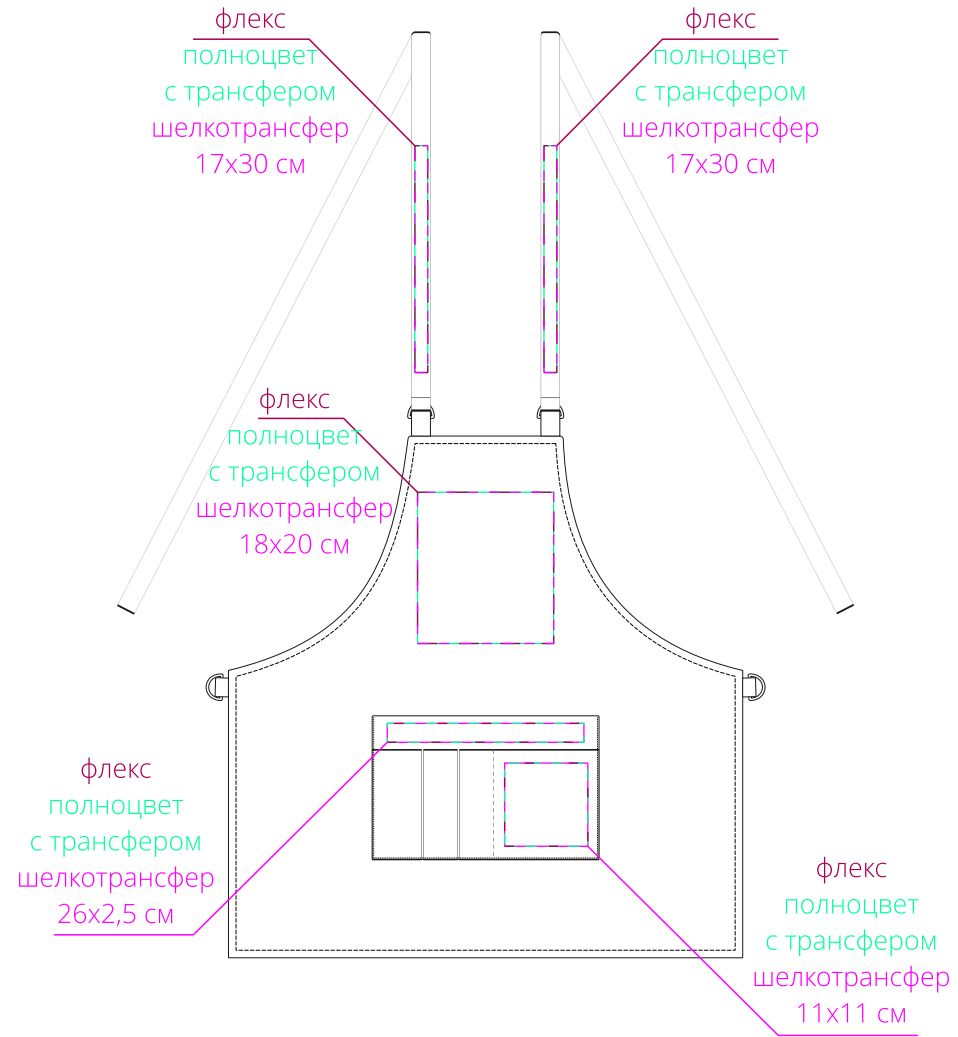 флекс
полноцвет
с трансфером
шелкотрансфер
17х30 см
флекс
полноцвет
с трансфером
шелкотрансфер
17х30 см
флекс
полноцвет
с трансфером
шелкотрансфер
18х20 см
флекс
полноцвет
с трансфером
шелкотрансфер
26х2,5 см
флекс
полноцвет
с трансфером
шелкотрансфер
11х11 см